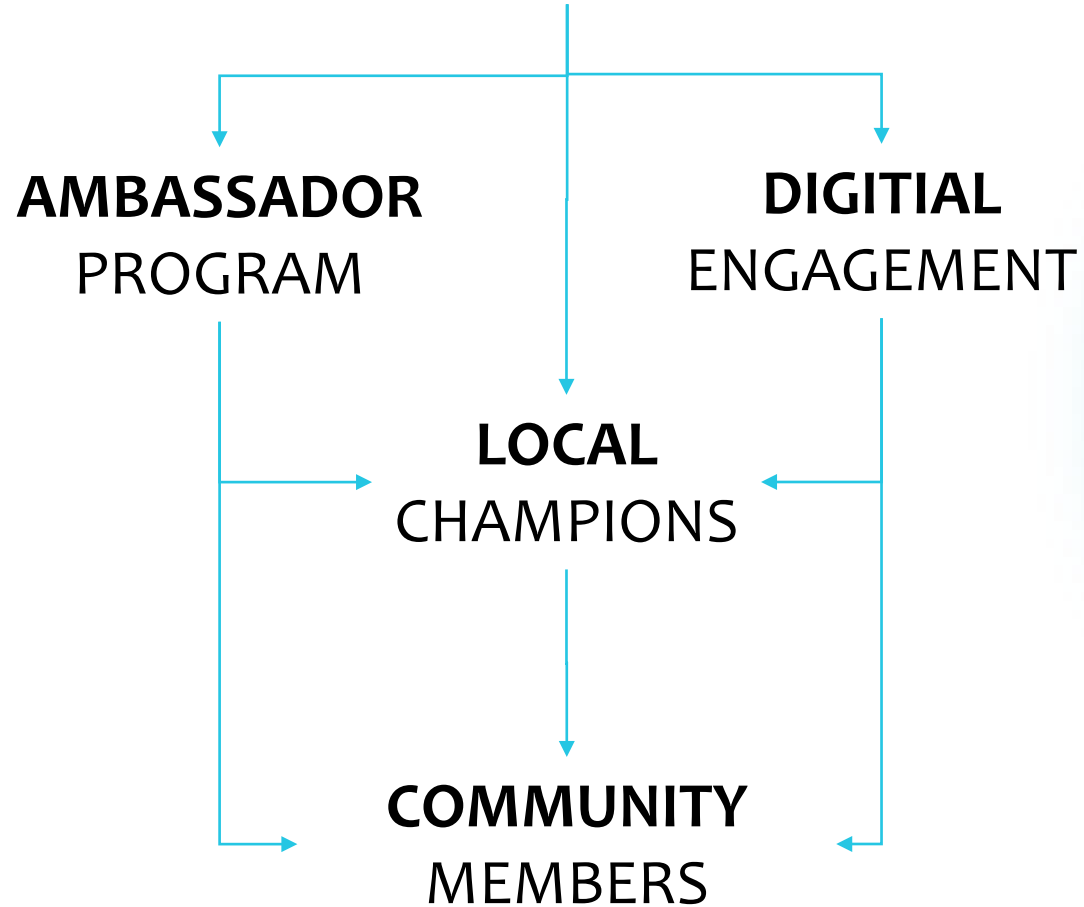 AMBASSADOR
PROGRAM
DIGITIAL
ENGAGEMENT
LOCAL
CHAMPIONS
COMMUNITY
MEMBERS